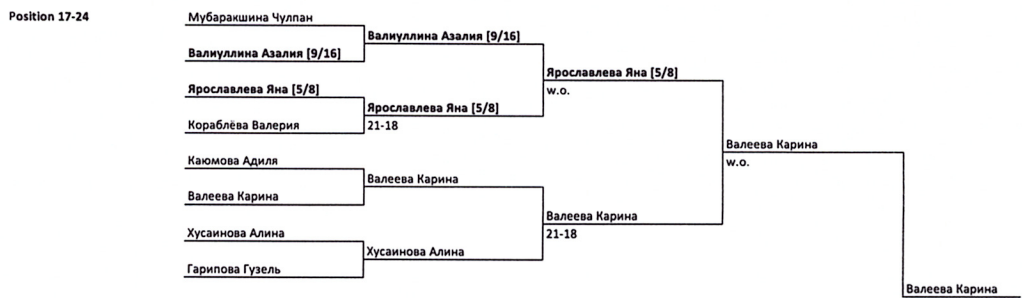 Position 17-24
Мубаракшина Чулпан
Валиуллина Азалия [9/16]
Валиуллина Азалия [9/16]
Ярославлева Яна [5/8]
w.o.
Ярославлева Яна [5/8]
Ярославлева Яна [5/8]
21-18
Кораблёва Валерия
Валеева Карина
w.o.
Каюмова Адиля
Валеева Карина
Валеева Карина
Валеева Карина
21-18
Хусаинова Алина
Хусаинова Алина
Гарипова Гузель
Валеева Карина